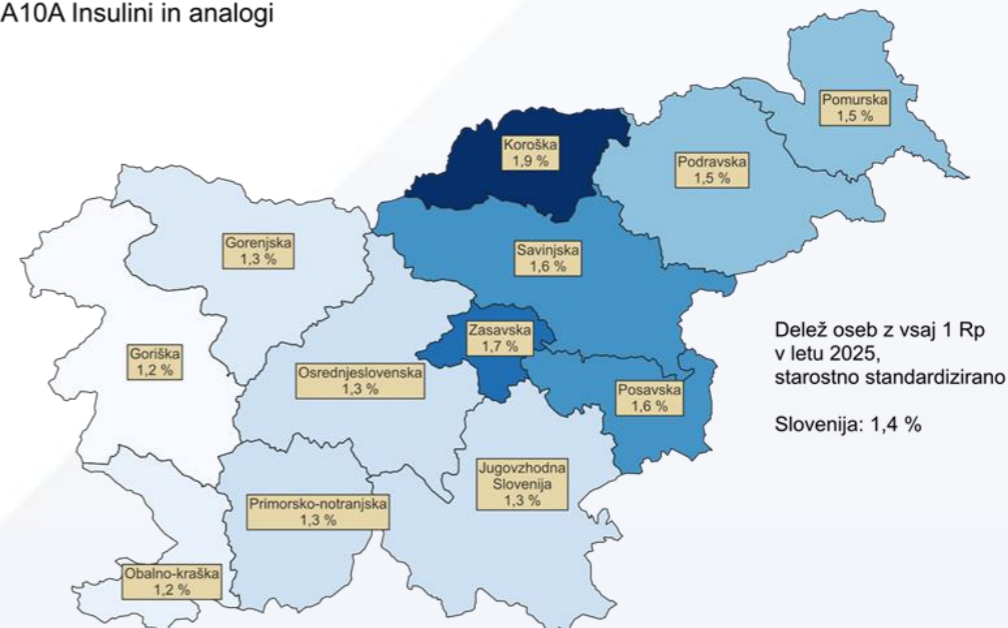 A10A Insulini in analogi
Pomurska
1,5 %
Koroška
1,9 %
Podravska
1,5 %
Gorenjska
1,3 %
Savinjska
1,6 %
Zasavska
1,7 %
Goriška
1,2 %
Osrednjeslovenska
1,3 %
Posavska
1,6 %
Delež oseb z vsaj 1 Rp
v letu 2025,
starostno standardizirano
Slovenija: 1,4 %
Jugovzhodna
Slovenija
1,3 %
Primorsko-notranjska
1,3 %
Obalno-kraška
1,2 %